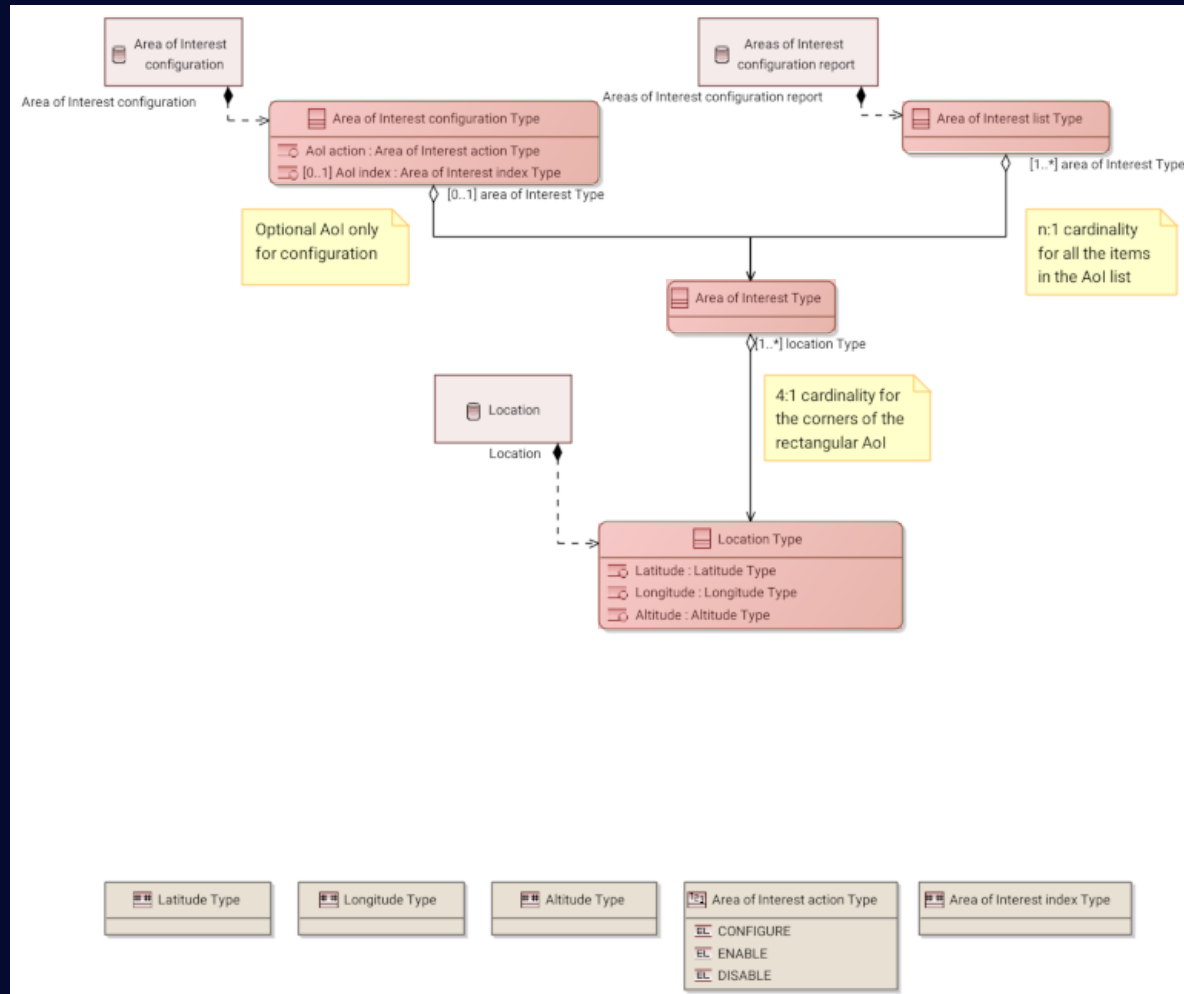 Area of Interest
configuration
Areas of Interest
configuration report
Area of Interest configuration
Areas of Interest configuration report
Area of Interest configuration Type
AoI action : Area of Interest action Type
[0..1] AoI index : Area of Interest index Type
Area of Interest list Type
[0..1] area of Interest Type
[1..*] area of Interest Type
Optional AoI only
for configuration
n:1 cardinality
for all the items
in the AoI list
Area of Interest Type
[1..*] location Type
4:1 cardinality for
the corners of the
rectangular AoI
Location
Location
Location Type
Latitude : Latitude Type
Longitude : Longitude Type
Altitude : Altitude Type
Latitude Type
Longitude Type
Altitude Type
Area of Interest action Type
EL CONFIGURE
EL ENABLE
EL DISABLE
Area of Interest index Type